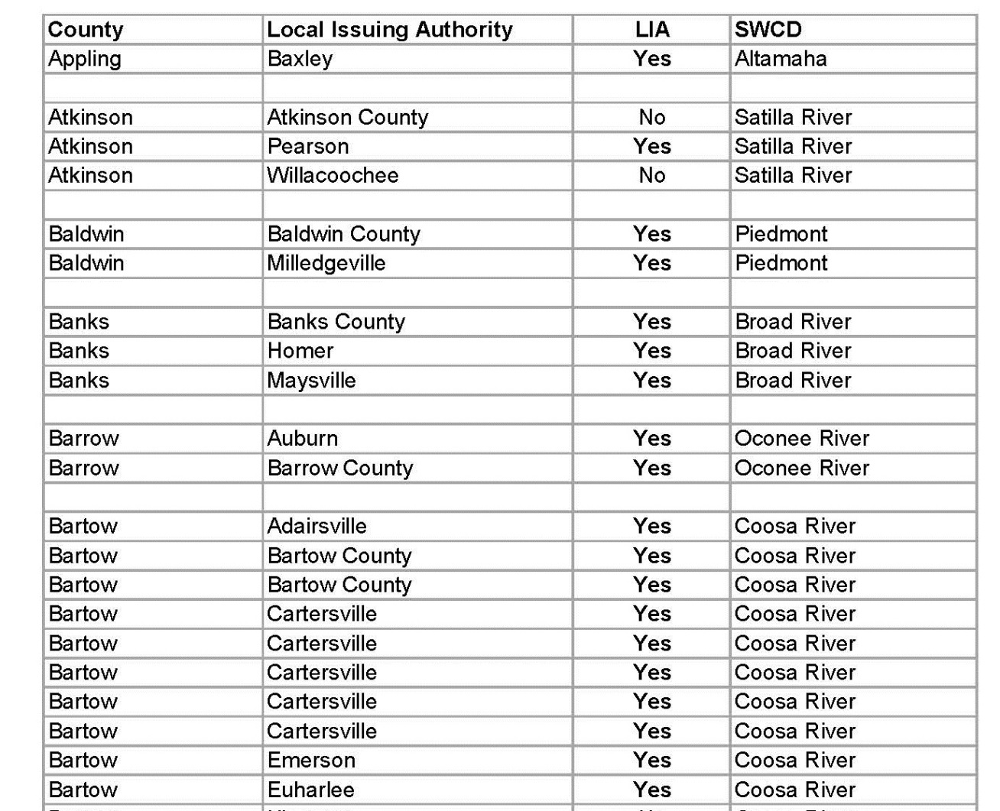 County Local Issuing Authority LIA SWCD
Appling Baxley Yes Altamaha
Atkinson Atkinson County No Satilla River
Atkinson Pearson Yes Satilla River
Atkinson Willacoochee No Satilla River
Baldwin Baldwin County Yes Piedmont
Baldwin Milledgeville Yes Piedmont
Banks Banks County Yes Broad River
Banks Homer Yes Broad River
Banks Maysville Yes Broad River
Barrow Auburn Yes Oconee River
Barrow Barrow County Yes Oconee River
Bartow Adairsville Yes Coosa River
Bartow Bartow County Yes Coosa River
Bartow Bartow County Yes Coosa River
Bartow Cartersville Yes Coosa River
Bartow Cartersville Yes Coosa River
Bartow Cartersville Yes Coosa River
Bartow Cartersville Yes Coosa River
Bartow Cartersville Yes Coosa River
Bartow Emerson Yes Coosa River
Bartow Euharlee Yes Coosa River